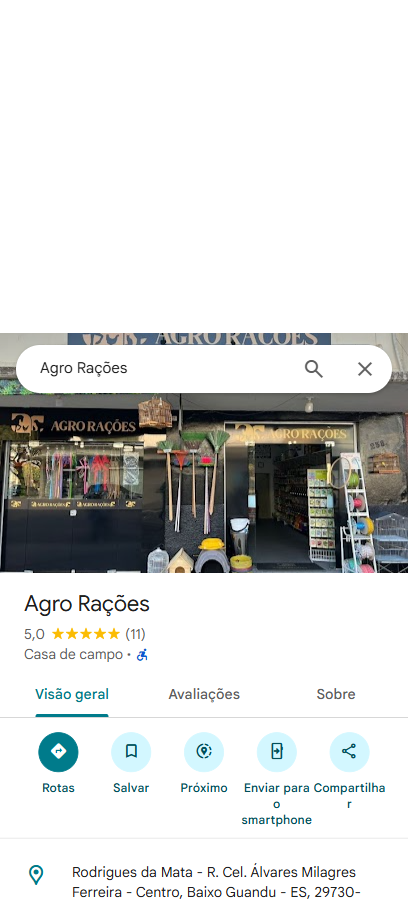 AGRO RAÇÕES
Agro Rações
AGRO RAÇÕES
AGRO RAÇÕES
AGRO RAÇÕES
AGRO RAÇÕES
Agro Rações
5,0 (11)
Casa de campo •
Visão geral
Avaliações
Sobre
Rotas
Salvar
Próximo
Enviar para
o
smartphone
Compartilha
r
Rodrigues da Mata - R. Cel. Álvares Milagres
Ferreira - Centro, Baixo Guandu - ES, 29730-